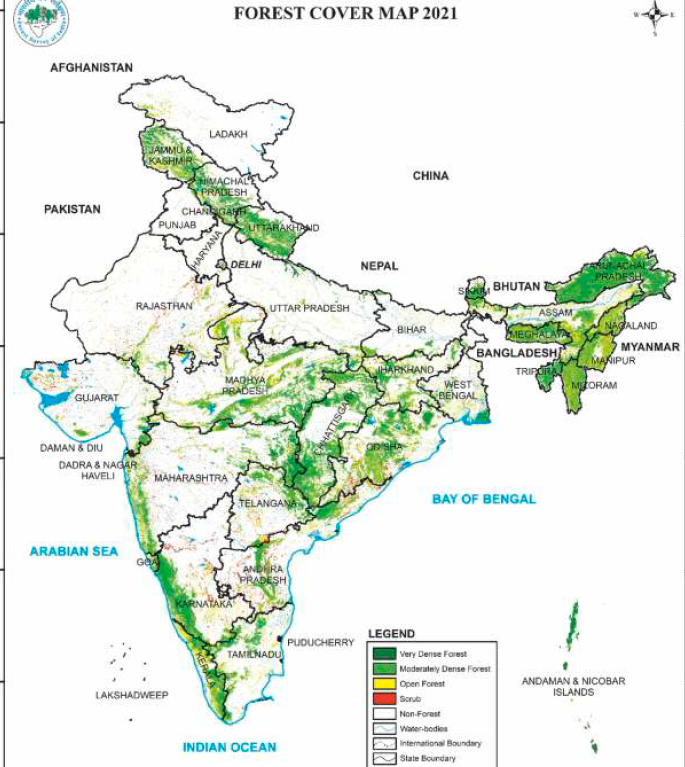 FOREST COVER MAP 2021
W
E
S
AFGHANISTAN
LADAKH
JAMMU &
KASHMIR
CHINA
HIMACHAL
PRADESH
PAKISTAN
CHANDIGARH
PUNJAB
UTTARAKHAND
HARYANA
DELHI
NEPAL
ARUNACHAL
PRADESH
SIKKIM
BHUTAN
RAJASTHAN
UTTAR PRADESH
ASSAM
BIHAR
NAGALAND
MEGHALAYA
MYANMAR
BANGLADESH
MANIPUR
JHARKHAND
TRIPURA
MADHYA
PRADESH
WEST
BENGAL
MIZORAM
GUJARAT
CHHATTISGARH
DAMAN & DIU
ODISHA
DADRA & NAGAR
HAVELI
MAHARASHTRA
TELANGANA
BAY OF BENGAL
ARABIAN SEA
GOA
ANDHRA
PRADESH
KARNATAKA
PUDUCHERRY
TAMILNADU
KERALA
LAKSHADWEEP
ANDAMAN & NICOBAR
ISLANDS
INDIAN OCEAN
LEGEND
Very Dense Forest
Moderately Dense Forest
Open Forest
Scrub
Non-Forest
Water-bodies
International Boundary
State Boundary